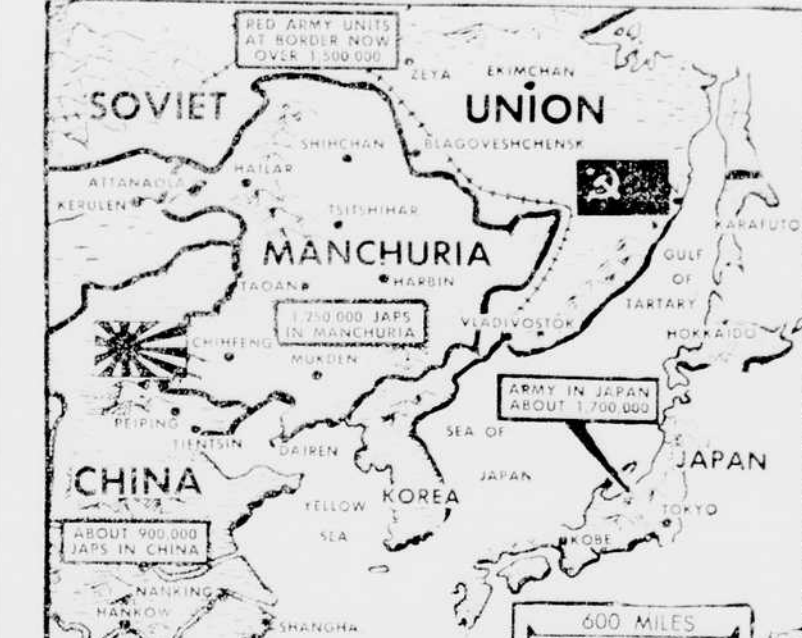 RED ARMY UNITS
AT BORDER NOW
OVER 1,500,000
ZEYA
EKIMCHAN
SOVIET
UNION
SHIHCHAN
BLAGOVESHCHENSK
HAILAR
ATTANAOLA
KERULEN
TSITSIHAR
KARAFUTO
MANCHURIA
GULF
OF
TARTARY
TAOAN
HARBIN
1,250,000 JAPS
IN MANCHURIA
VLADIVOSTOK
HOKKAIDO
CHIHFENG
MUKDEN
ARMY IN JAPAN
ABOUT 1,700,000
PEIPING
TIENTSIN
DAIREN
SEA OF
JAPAN
JAPAN
CHINA
YELLOW
SEA
KOREA
TOKYO
KOBE
ABOUT 900,000
JAPS IN CHINA
NANKING
HANKOW
SHANGHA
600 MILES